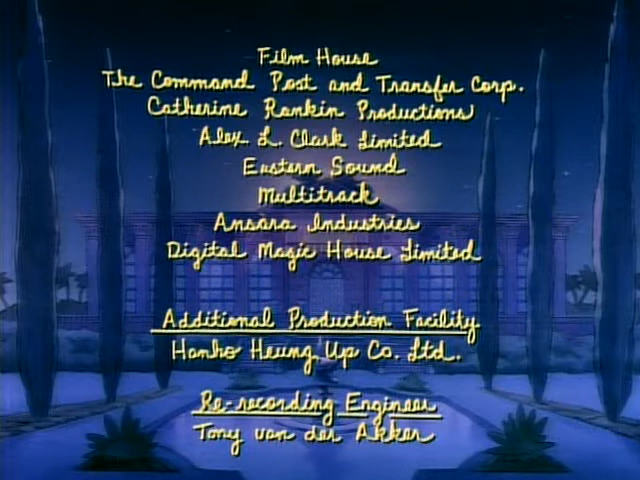 Film House
The Command Post and Transfer Corp.
Catherine Rankin Productions
Alex L. Clark Limited
Eastern Sound
Multitrack
Ansara Industries
Digital Magic House Limited
Additional Production Facility
Hanho Heung Up Co. Ltd.
Re-recording Engineer
Tony van der Akker